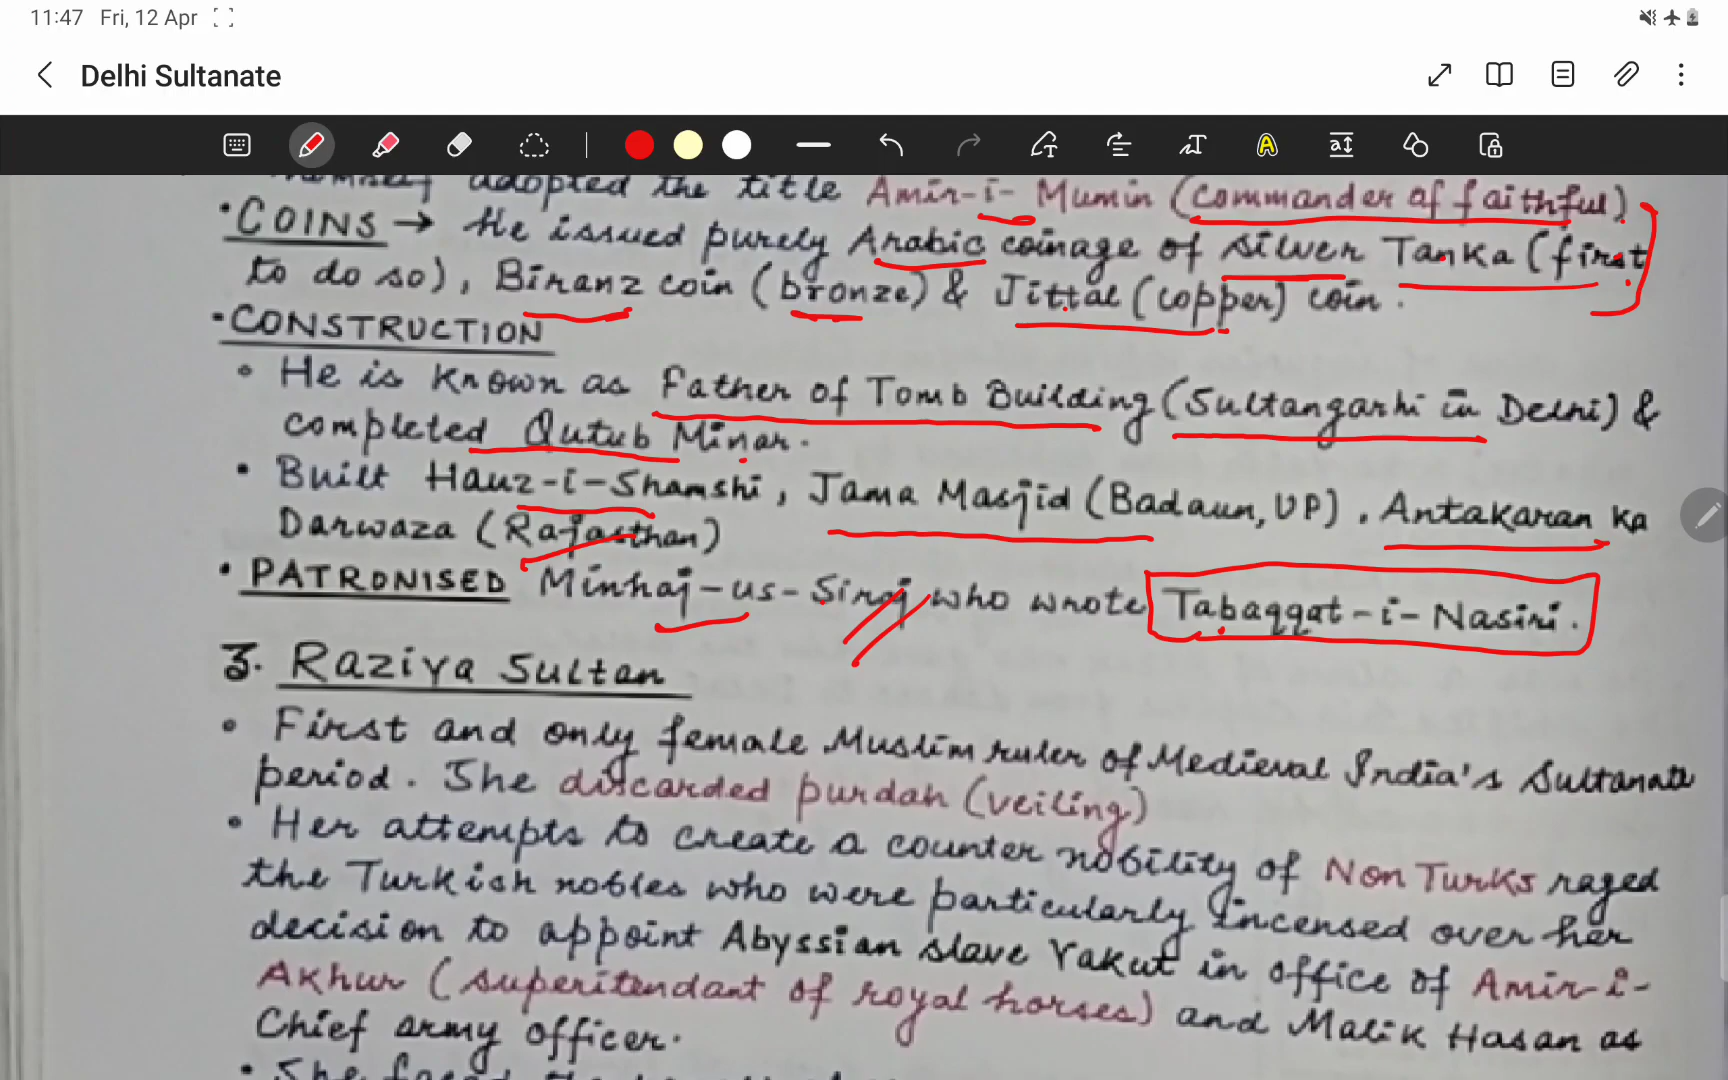 11:47 Fri, 12 Apr
Delhi Sultanate
himself adopted the title Amir-i-Mumin (Commander of faithful)
• COINS → He issued purely Arabic coinage of silver Tanka (first
to do so), Biranz coin (bronze) & Jittal (copper) coin.
• CONSTRUCTION
• He is known as Father of Tomb Building (Sultangarhi in Delhi) &
completed Qutub Minar.
• Built Hauz-i-Shamshi, Jama Masjid (Badaun, UP), Antakaran Ka
Darwaza (Rajasthan)
• PATRONISED Minhaj-us-Siraj who wrote Tabaqqat-i-Nasiri.
3. Raziya Sultan
• First and only female Muslim ruler of Medieval India's Sultanate
period. She discarded purdah (veiling)
• Her attempts to create a counter nobility of Non Turks raged
the Turkish nobles who were particularly incensed over her
decision to appoint Abyssian slave Yakut in office of Amir-i-
Akhur (superitendant of royal horses) and Malik Hasan as
Chief army officer.
• She faced the